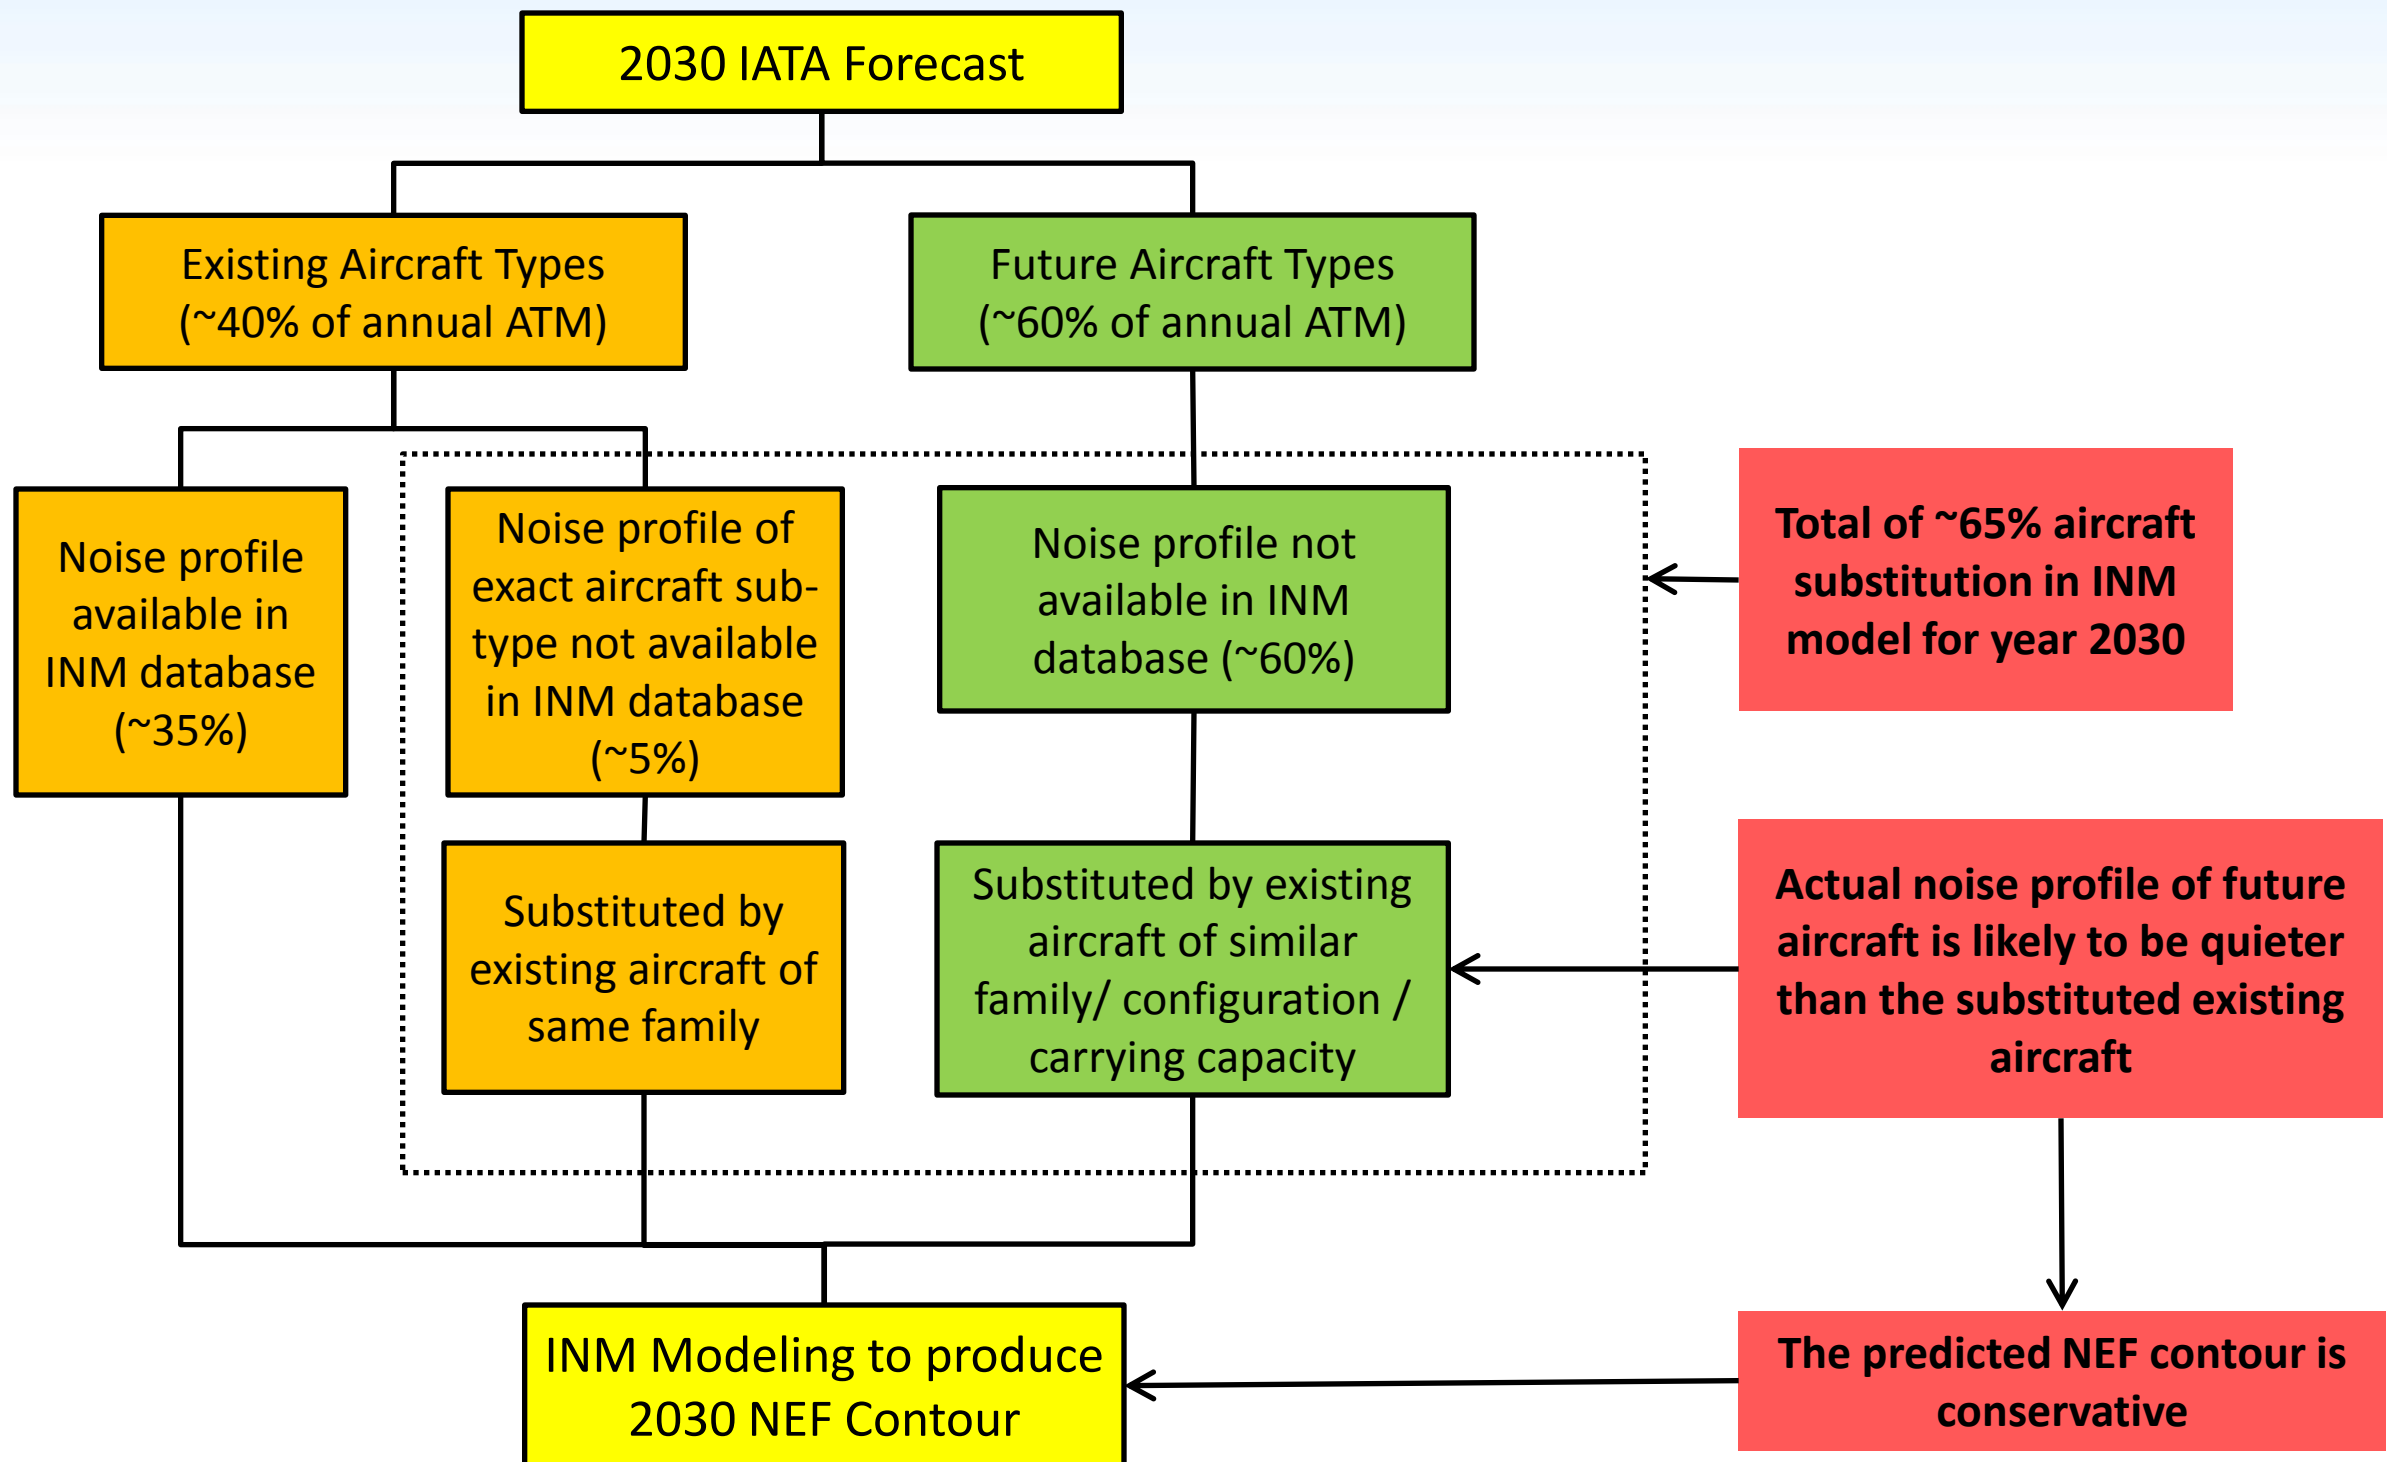 2030 IATA Forecast
Existing Aircraft Types
(~40% of annual ATM)
Future Aircraft Types
(~60% of annual ATM)
Noise profile
available in
INM database
(~35%)
Noise profile of
exact aircraft sub-
type not available
in INM database
(~5%)
Noise profile not
available in INM
database (~60%)
Total of ~65% aircraft
substitution in INM
model for year 2030
Substituted by
existing aircraft of
same family
Substituted by existing
aircraft of similar
family/ configuration /
carrying capacity
Actual noise profile of future
aircraft is likely to be quieter
than the substituted existing
aircraft
INM Modeling to produce
2030 NEF Contour
The predicted NEF contour is
conservative